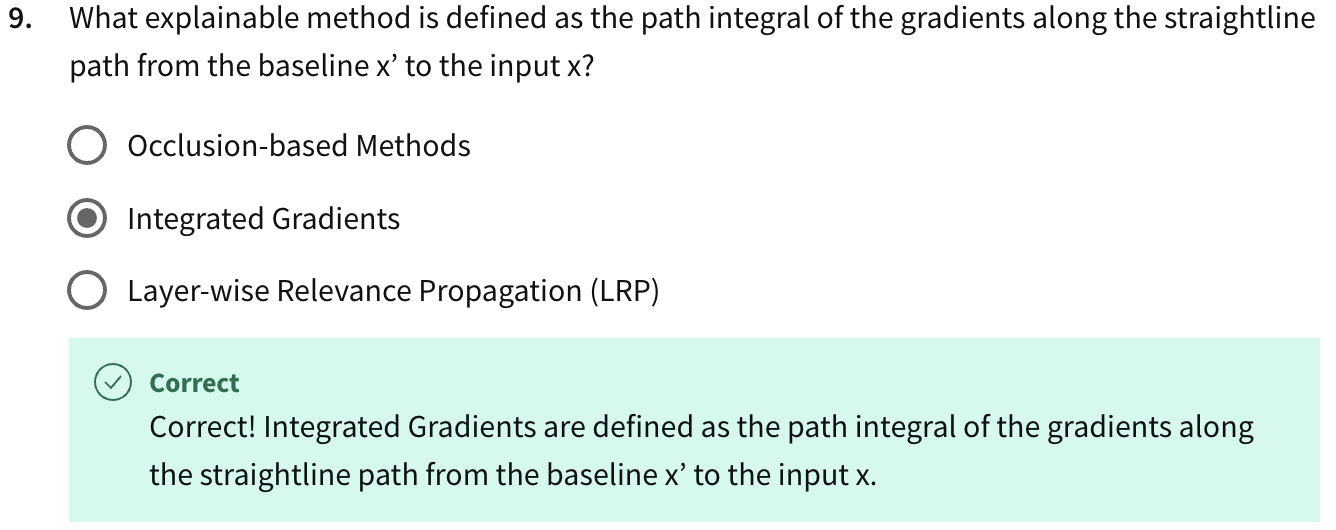 9. What explainable method is defined as the path integral of the gradients along the straightline
path from the baseline x’ to the input x?
Occlusion-based Methods
Integrated Gradients
Layer-wise Relevance Propagation (LRP)
Correct
Correct! Integrated Gradients are defined as the path integral of the gradients along
the straightline path from the baseline x’ to the input x.